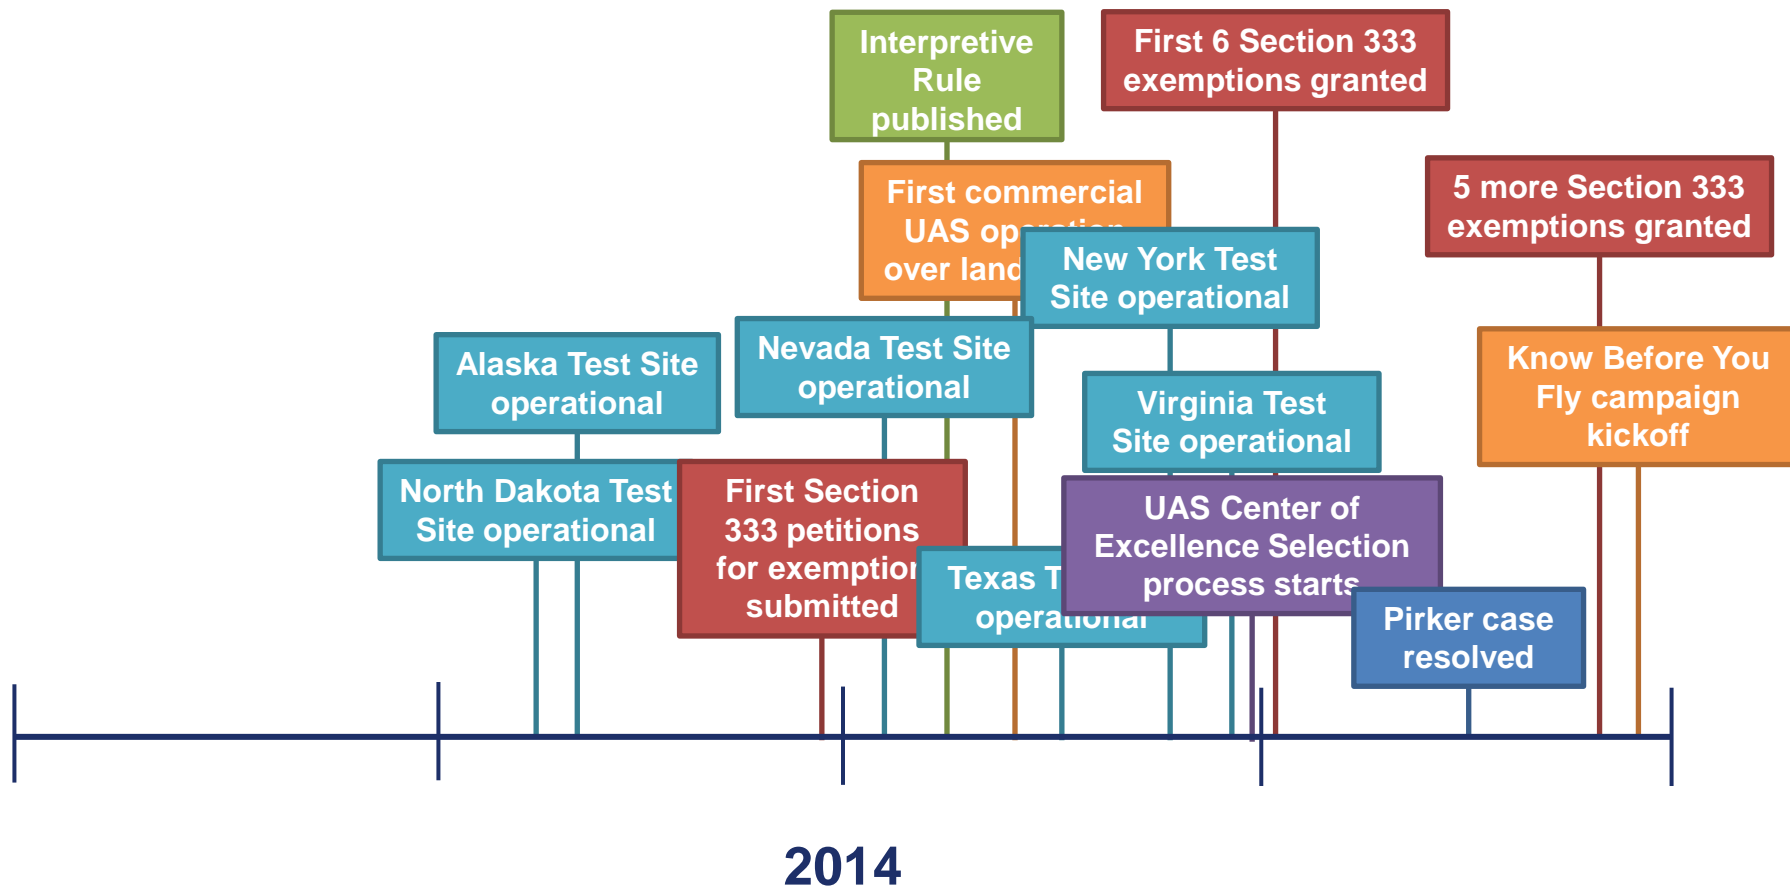 Interpretive
Rule
published
First 6 Section 333
exemptions granted
First commercial
UAS operation
over land
5 more Section 333
exemptions granted
New York Test
Site operational
Alaska Test Site
operational
Nevada Test Site
operational
Know Before You
Fly campaign
kickoff
Virginia Test
Site operational
North Dakota Test
Site operational
First Section
333 petitions
for exemption
submitted
UAS Center of
Excellence Selection
process starts
Texas
operational
Pirker case
resolved
2014